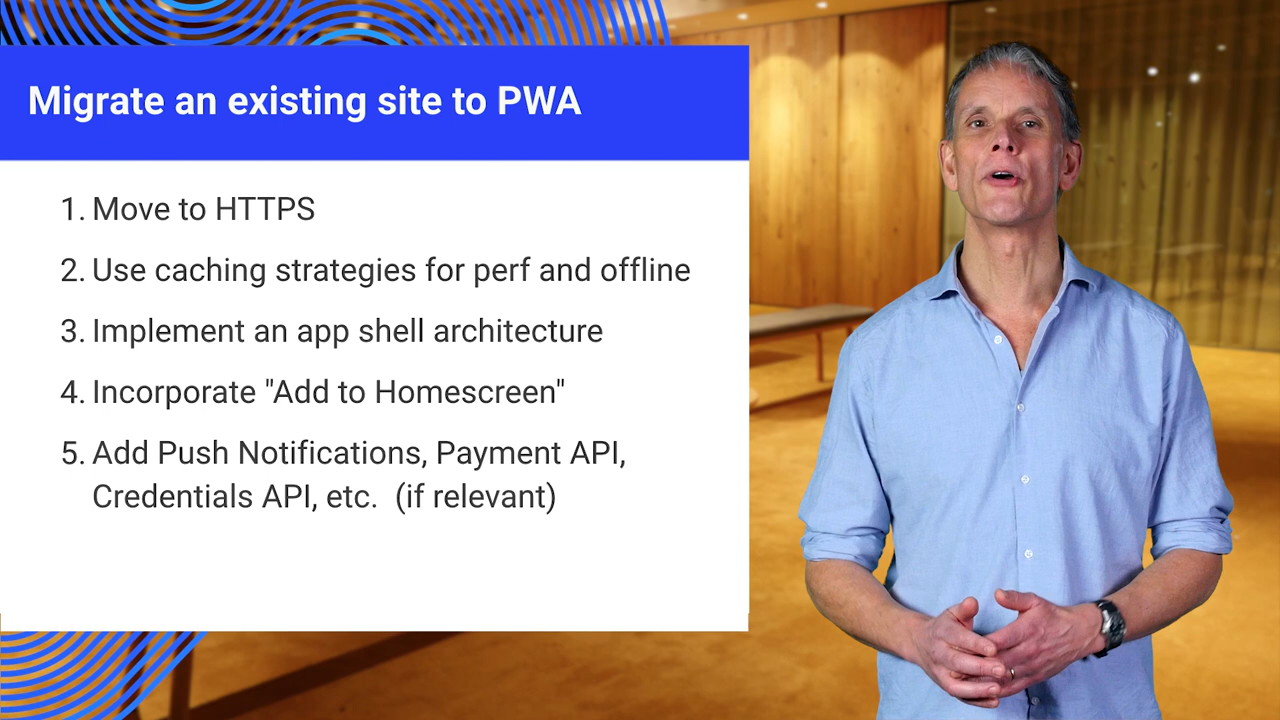 Migrate an existing site to PWA
1. Move to HTTPS
2. Use caching strategies for perf and offline
3. Implement an app shell architecture
4. Incorporate "Add to Homescreen"
5. Add Push Notifications, Payment API,
Credentials API, etc.  (if relevant)